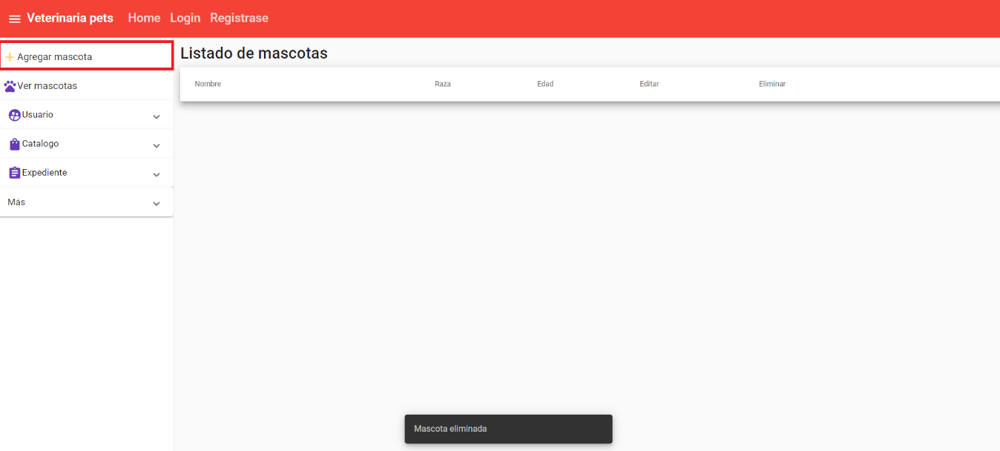 Veterinaria pets Home Login Registrase
Agregar mascota
Ver mascotas
Usuario
Catalogo
Expediente
Más
Listado de mascotas
Nombre Raza Edad Editar Eliminar
Mascota eliminada